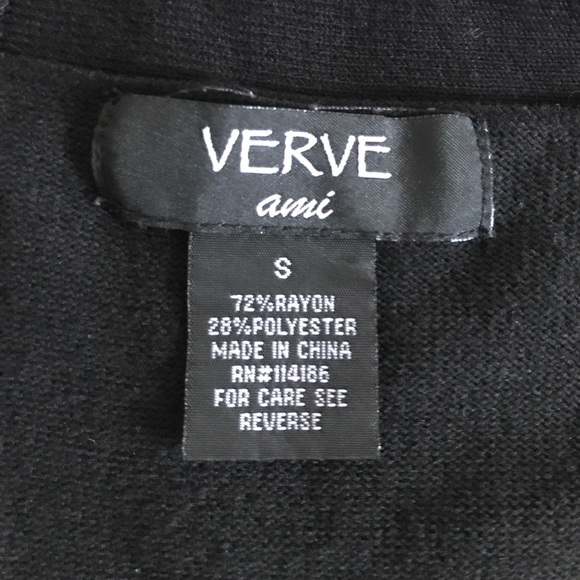 VERVE
ami
S
72%RAYON
28%POLYESTER
MADE IN CHINA
RN#114186
FOR CARE SEE
REVERSE